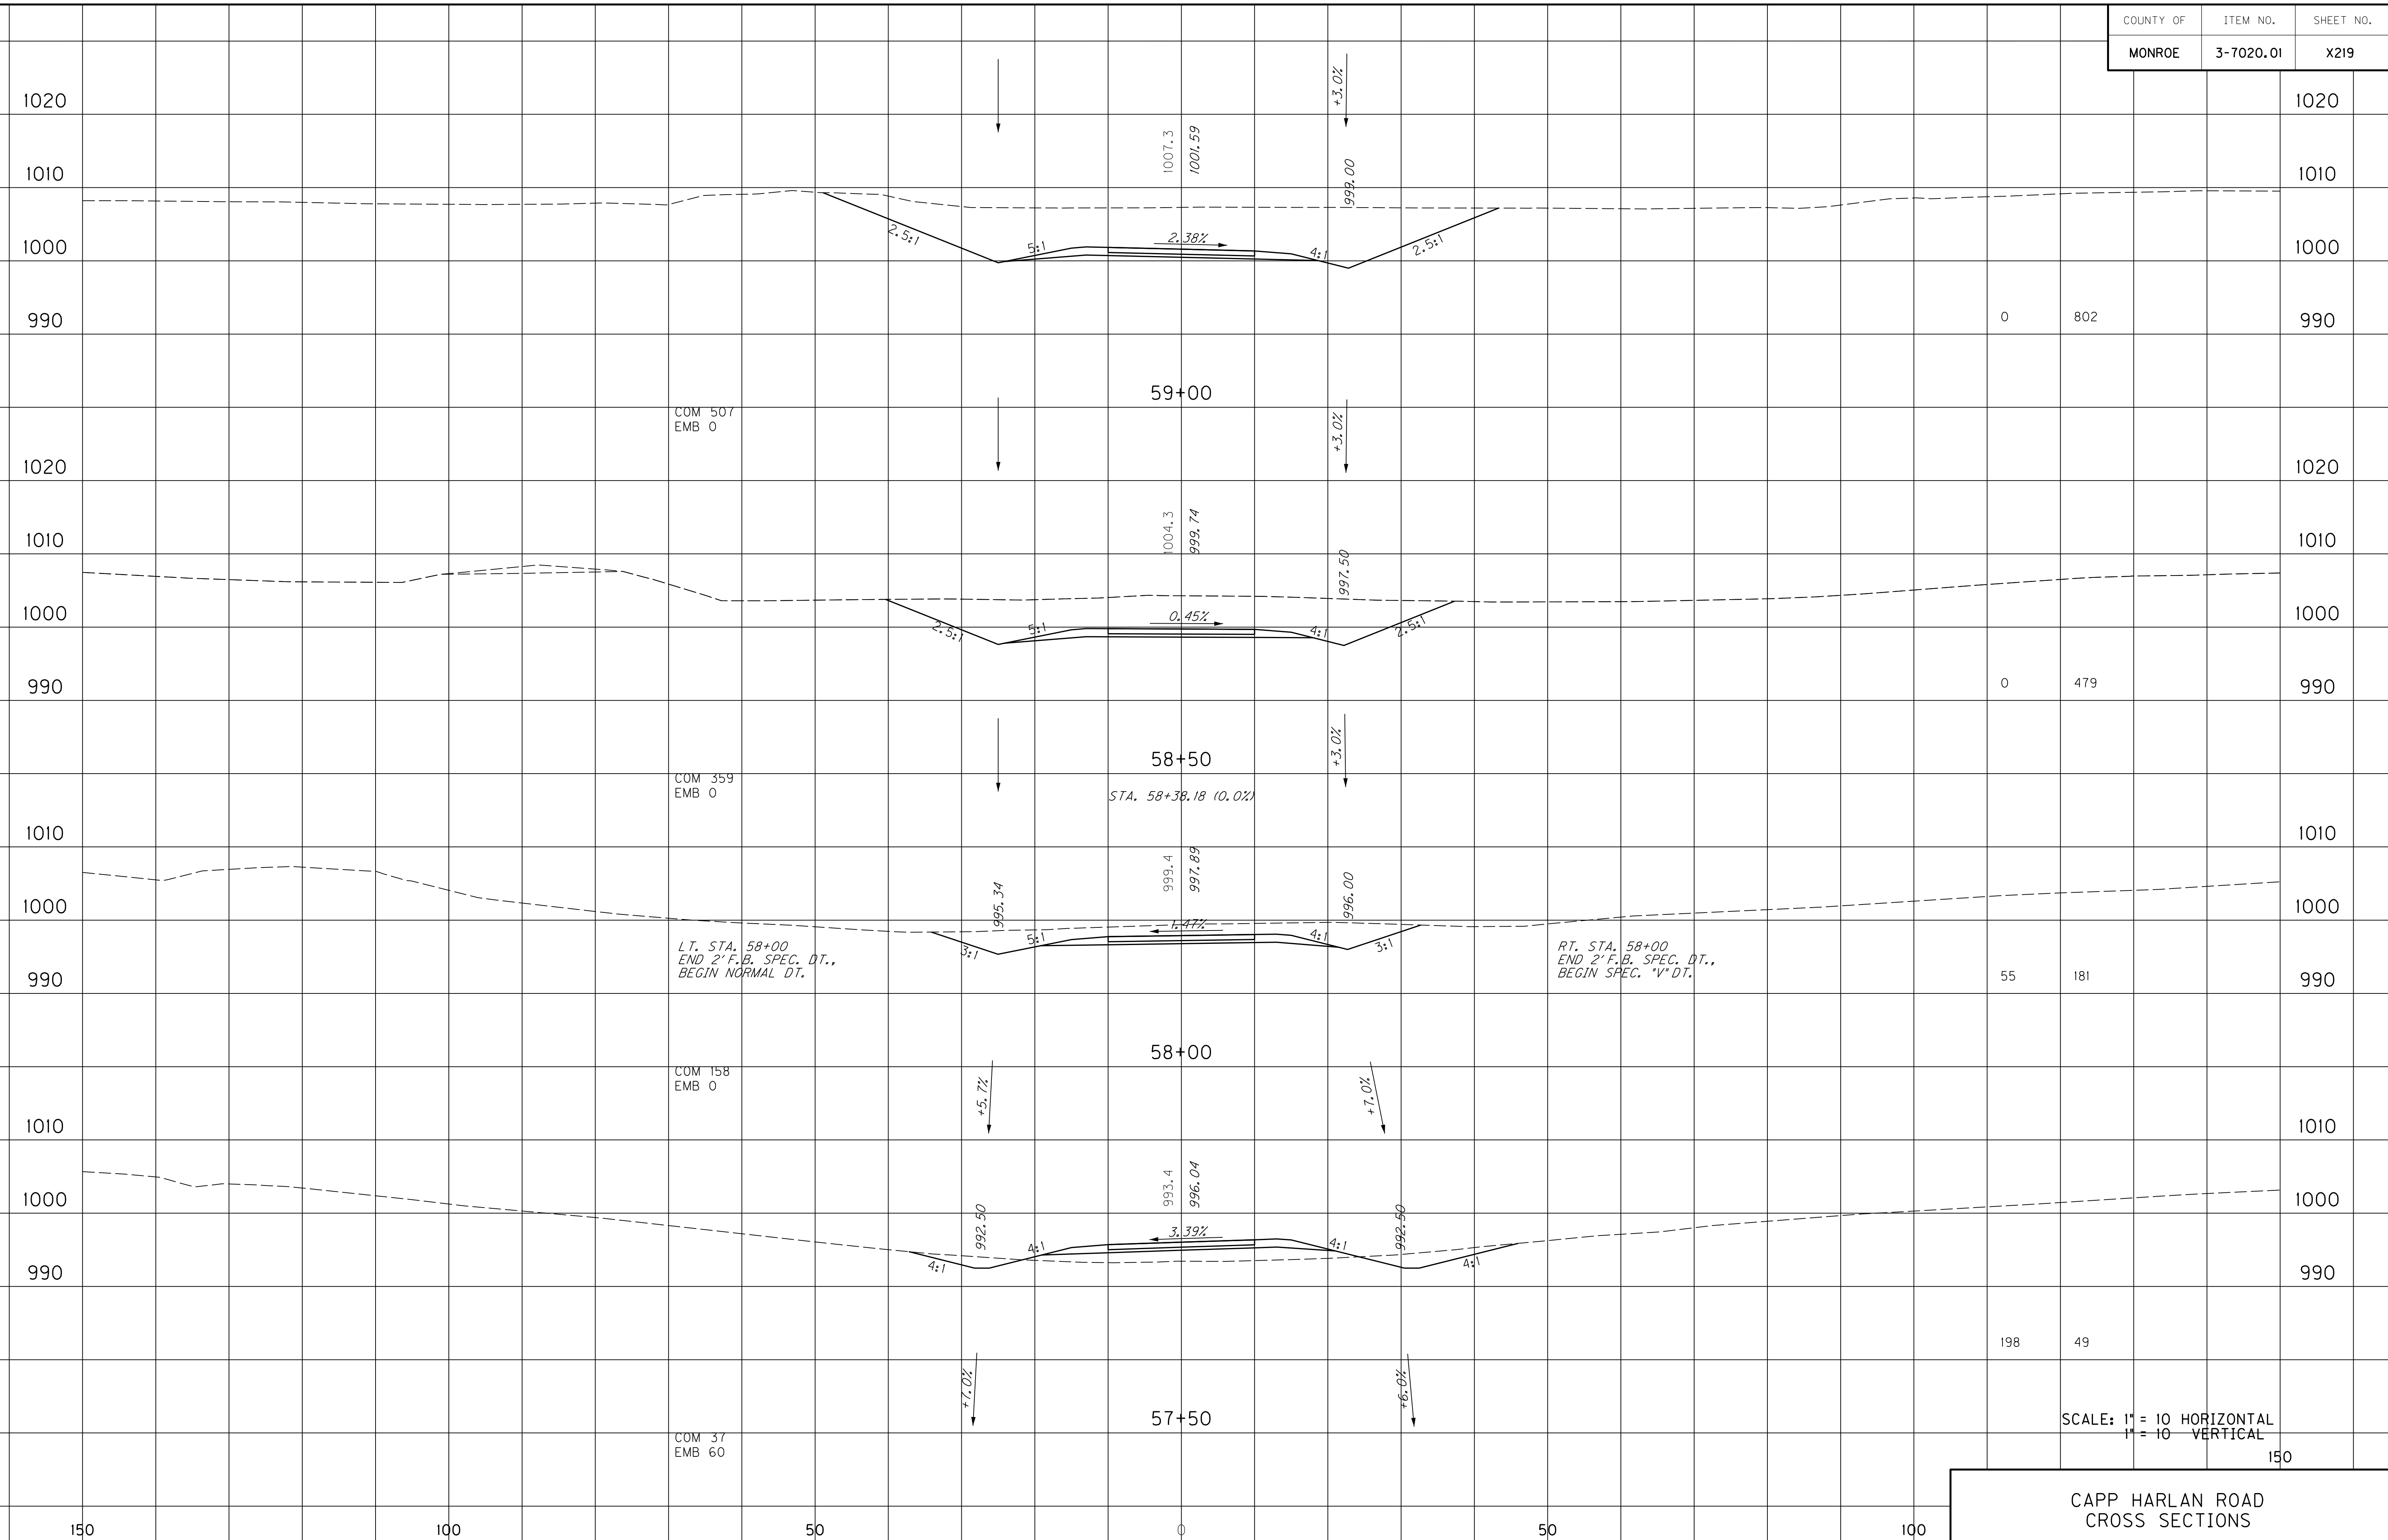 COUNTY OF ITEM NO. SHEET NO.
MONROE 3-7020.01 X219
+3.0%
1020 1020
1007.3 1001.59
999.00
1010 1010
2.5:1 5:1 2.38% 4:1 2.5:1
1000 1000
990 0 802 990
59+00
COM 507
EMB 0
+3.0%
1020 1020
1004.3 999.74
997.50
1010 1010
2.5:1 5:1 0.45% 4:1 2.5:1
1000 1000
990 0 479 990
58+50
+3.0%
COM 359
EMB 0
STA. 58+38.18 (0.0%)
1010 1010
999.4 997.89
995.34 996.00
1000 1000
3:1 5:1 1.47% 4:1 3:1
LT. STA. 58+00
END 2' F.B. SPEC. DT.,
BEGIN NORMAL DT.
RT. STA. 58+00
END 2' F.B. SPEC. DT.,
BEGIN SPEC. "V" DT.
990 55 181 990
58+00
COM 158
EMB 0
+5.7% +7.0%
1010 1010
993.4 996.04
992.50 992.50
1000 1000
4:1 4:1 3.39% 4:1 4:1
990 990
198 49
+7.0% +6.0%
57+50
COM 37
EMB 60
SCALE: 1" = 10 HORIZONTAL
1" = 10 VERTICAL
150
CAPP HARLAN ROAD
CROSS SECTIONS
150 100 50 0 50 100